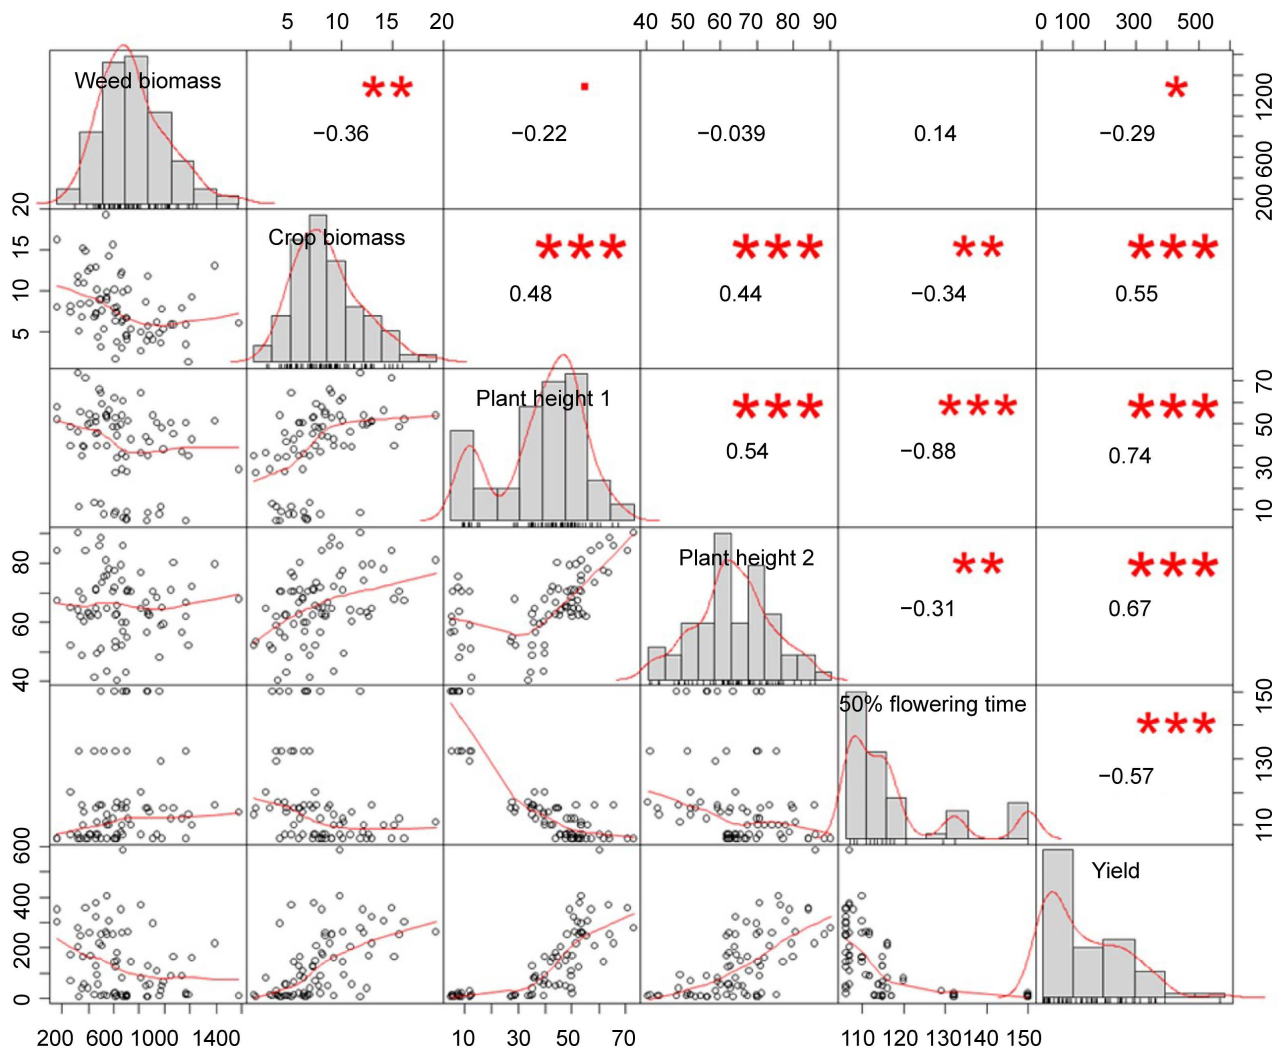 5 10 15 20 40 50 60 70 80 90 0 100 300 500
Weed biomass ** −0.36 . −0.22 −0.039 0.14 * −0.29
200 600 1200
Crop biomass *** 0.48 *** 0.44 ** −0.34 *** 0.55
5 10 15 20
Plant height 1 *** 0.54 *** −0.88 *** 0.74
10 30 50 70
Plant height 2 ** −0.31 *** 0.67
40 60 80
50% flowering time *** −0.57
110 130 150
Yield
0 200 400 600
200 600 1000 1400 10 30 50 70 110 120 130 140 150